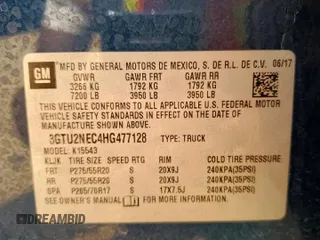 GM
MFD BY GENERAL MOTORS DE MEXICO, S. DE R.L. DE C.V. 06/17
GVWR GAWR FRT GAWR RR
3266 KG 1792 KG 1792 KG
7200 LB 3950 LB 3950 LB
THIS VEHICLE CONFORMS TO ALL APPLICABLE U.S. FEDERAL MOTOR
VEHICLE SAFETY STANDARDS IN EFFECT ON THE DATE OF
MANUFACTURE SHOWN ABOVE.
3GTU2NEC4HG477128 TYPE: TRUCK
MODEL: K15543
KLJK TIRE SIZE SPEED RTG RIM COLD TIRE PRESSURE
FRT P275/55R20 S 20X9J 240KPA(35PSI)
RR P275/55R20 S 20X9J 240KPA(35PSI)
SPA P265/70R17 S 17X7.5J 240KPA(35PSI)
SEE OWNER'S MANUAL FOR MORE INFORMATION.
DREAMBID